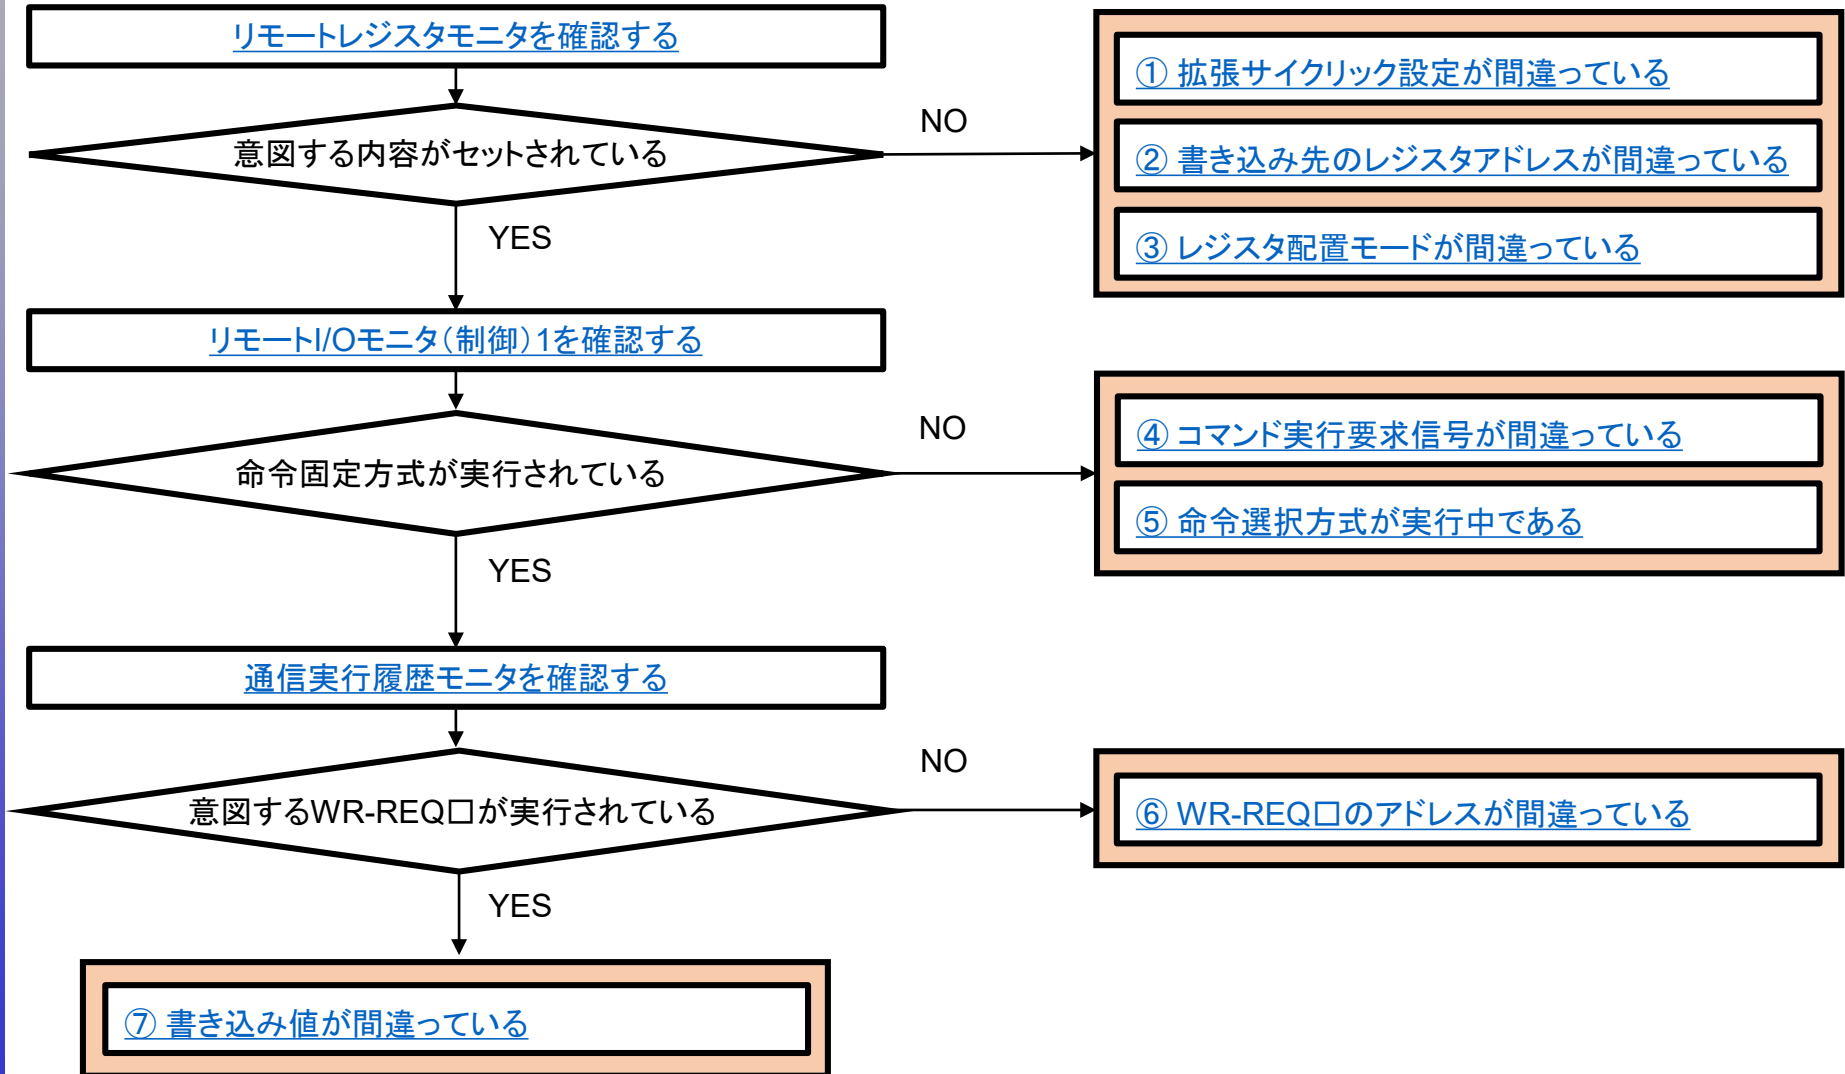 リモートレジスタモニタを確認する
意図する内容がセットされている
NO
① 拡張サイクリック設定が間違っている
② 書き込み先のレジスタアドレスが間違っている
③ レジスタ配置モードが間違っている
YES
リモートI/Oモニタ(制御)1を確認する
命令固定方式が実行されている
NO
④ コマンド実行要求信号が間違っている
⑤ 命令選択方式が実行中である
YES
通信実行履歴モニタを確認する
意図するWR-REQ□が実行されている
NO
⑥ WR-REQ□のアドレスが間違っている
YES
⑦ 書き込み値が間違っている